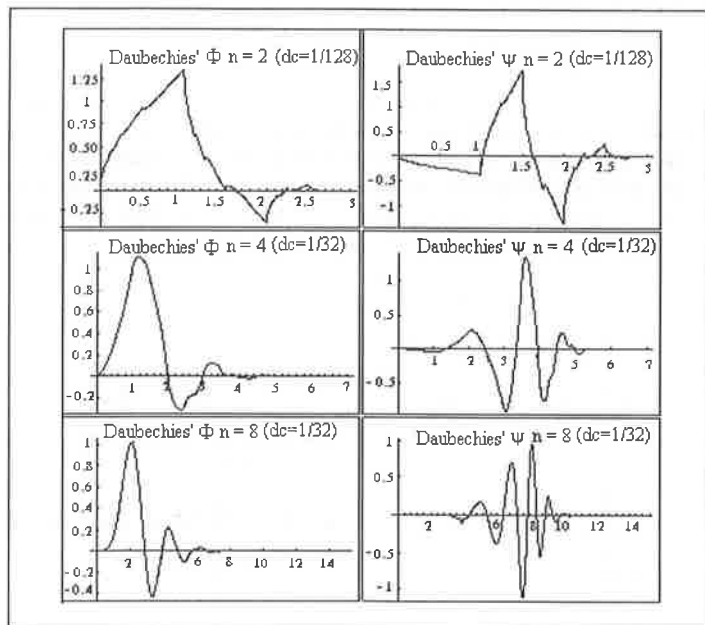 Daubechies' Φ n = 2 (dc=1/128)
1.25
1
0.75
0.50
0.25
0.25
0.5 1 1.5 2 2.5 3
Daubechies' Ψ n = 2 (dc=1/128)
1.5
1
0.5
-0.5
-1
0.5 1 1.5 2 2.5 3
Daubechies' Φ n = 4 (dc=1/32)
1
0.8
0.6
0.4
0.2
-0.2
1 2 3 4 5 6 7
Daubechies' Ψ n = 4 (dc=1/32)
1
0.5
-0.5
1 2 3 4 5 6 7
Daubechies' Φ n = 8 (dc=1/32)
1
0.8
0.6
0.4
0.2
-0.2
-0.4
2 4 6 8 10 12 14
Daubechies' Ψ n = 8 (dc=1/32)
1
0.5
-0.5
-1
2 6 8 10 12 14